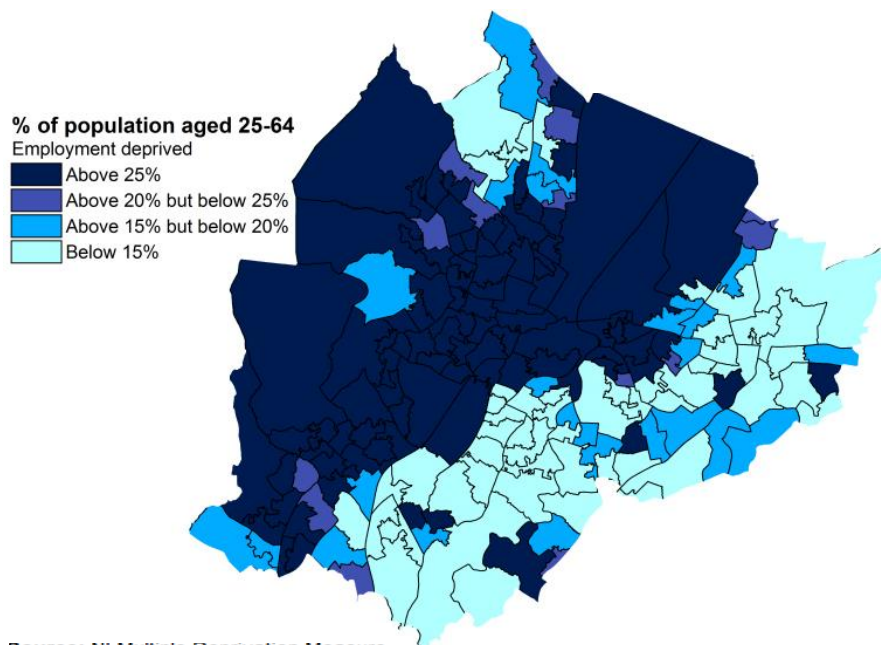 % of population aged 25-64
Employment deprived
Above 25%
Above 20% but below 25%
Above 15% but below 20%
Below 15%